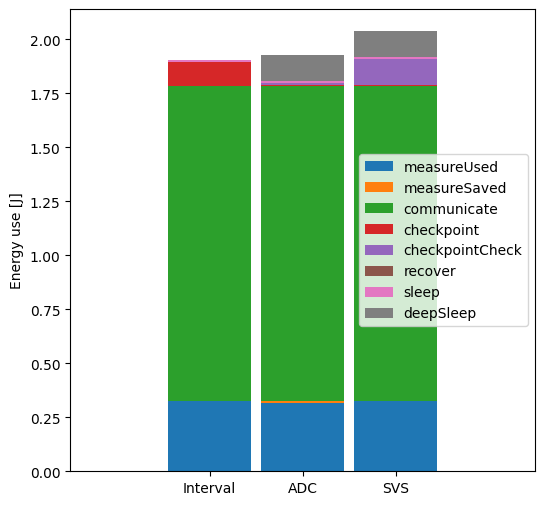 2.00
1.75
1.50
1.25
1.00
0.75
0.50
0.25
0.00
Energy use [J]
measureUsed
measureSaved
communicate
checkpoint
checkpointCheck
recover
sleep
deepSleep
Interval
ADC
SVS